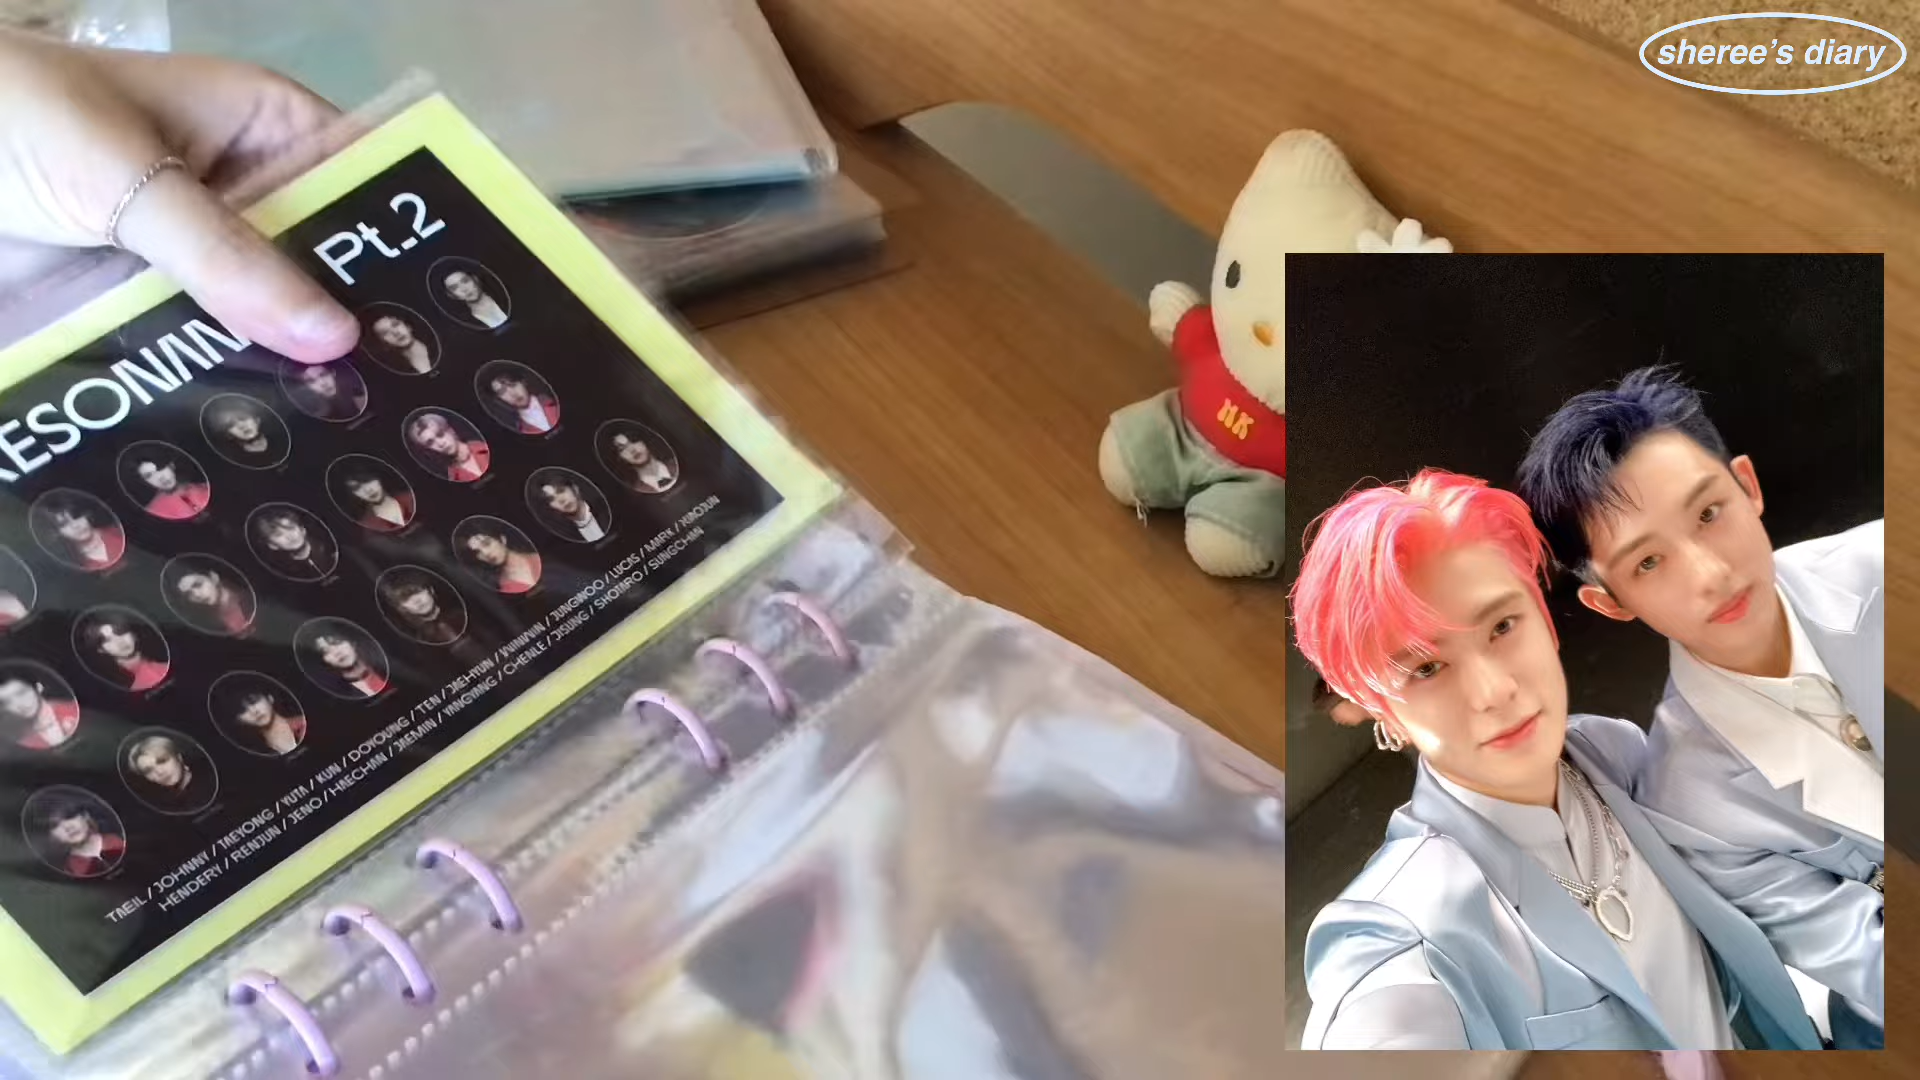 sheree's diary
RESONAN
Pt.2
TAEIL / JOHNNY / TAEYONG / YUTA / KUN / DOYOUNG / TEN / JAEHYUN / WINWIN / JUNGWOO / LUCAS / MARK / XIAOJUN
HENDERY / RENJUN / JENO / HAECHAN / JAEMIN / YANGYANG / CHENLE / JISUNG / SHOTARO / SUNGCHAN
HK